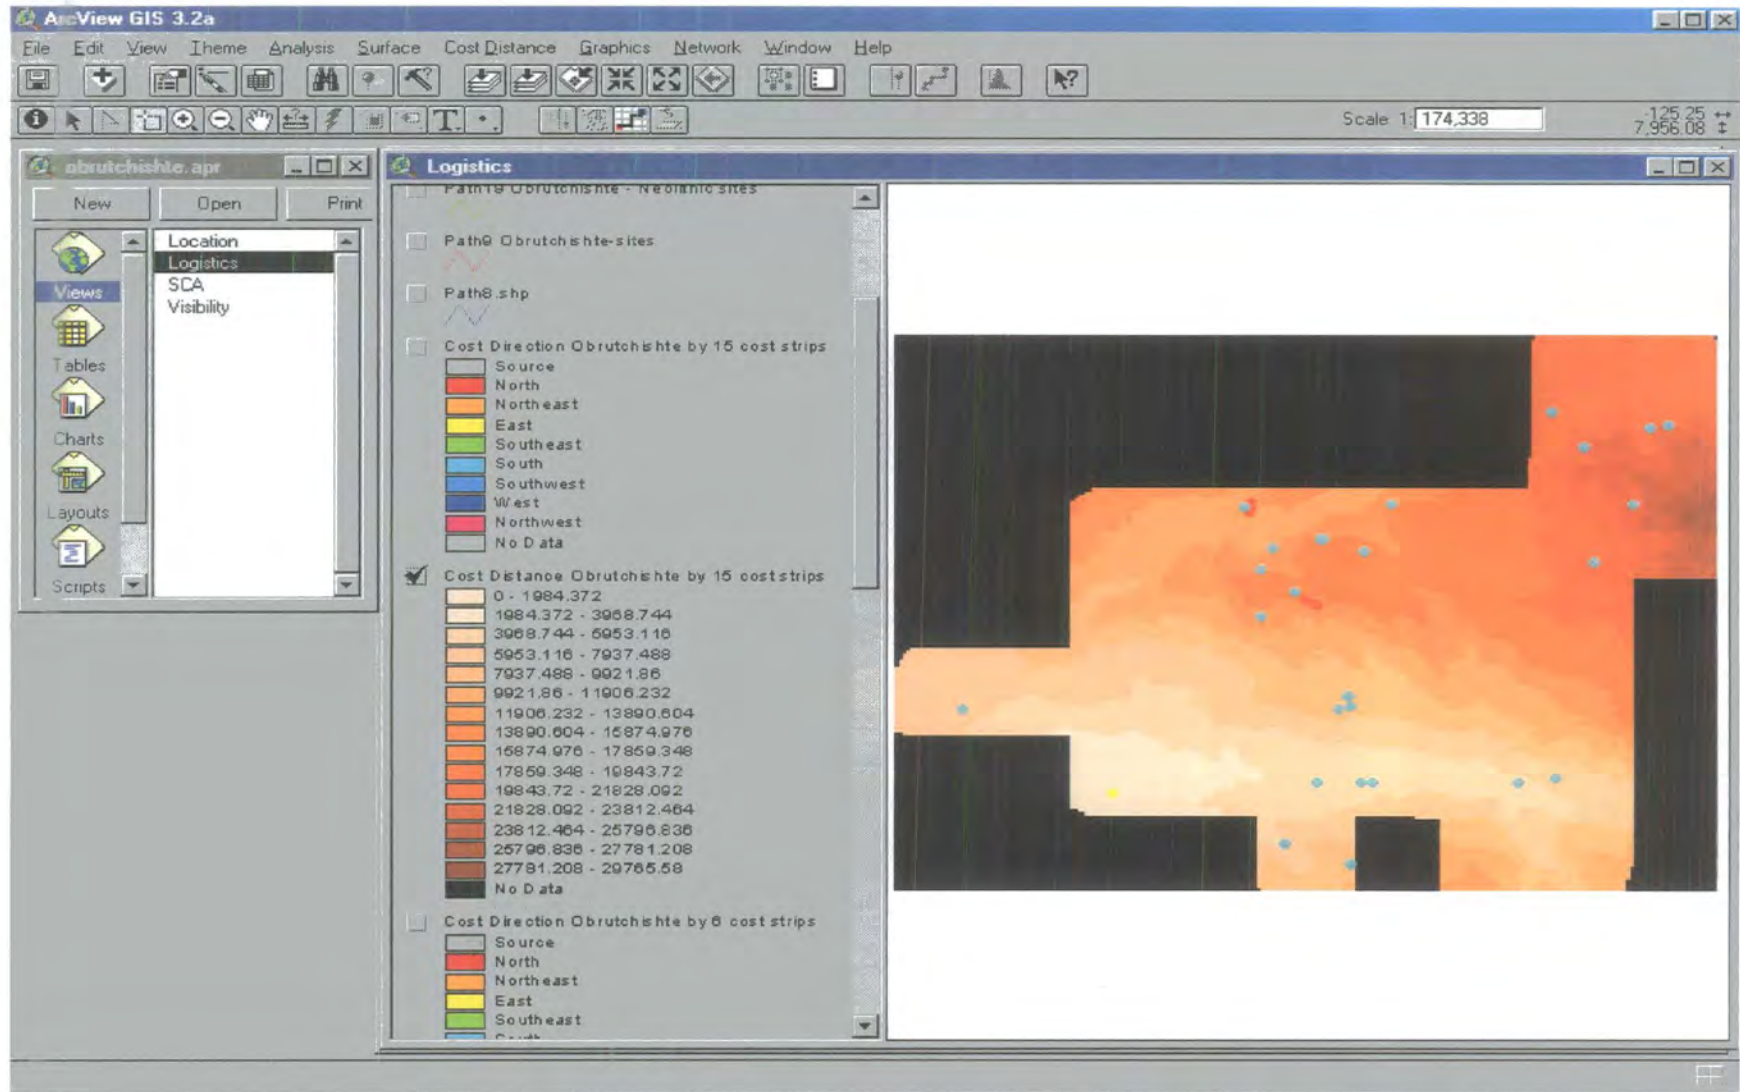 ArcView GIS 3.2a
File Edit View Theme Analysis Surface Cost Distance Graphics Network Window Help
Scale 1: 174,338
-125.25
7,956.08
obrutchishte.apr
New Open Print
Views
Tables
Charts
Layouts
Scripts
Location
Logistics
SCA
Visibility
Logistics
Path19 Obrutchishte - Neolithic sites
Path9 Obrutchishte-sites
Path8.shp
Cost Direction Obrutchishte by 15 cost strips
Source
North
Northeast
East
Southeast
South
Southwest
West
Northwest
No Data
Cost Distance Obrutchishte by 15 cost strips
0 - 1984.372
1984.372 - 3968.744
3968.744 - 5953.116
5953.116 - 7937.488
7937.488 - 9921.86
9921.86 - 11906.232
11906.232 - 13890.604
13890.604 - 15874.976
15874.976 - 17859.348
17859.348 - 19843.72
19843.72 - 21828.092
21828.092 - 23812.464
23812.464 - 25796.836
25796.836 - 27781.208
27781.208 - 29765.58
No Data
Cost Direction Obrutchishte by 6 cost strips
Source
North
Northeast
East
Southeast
South